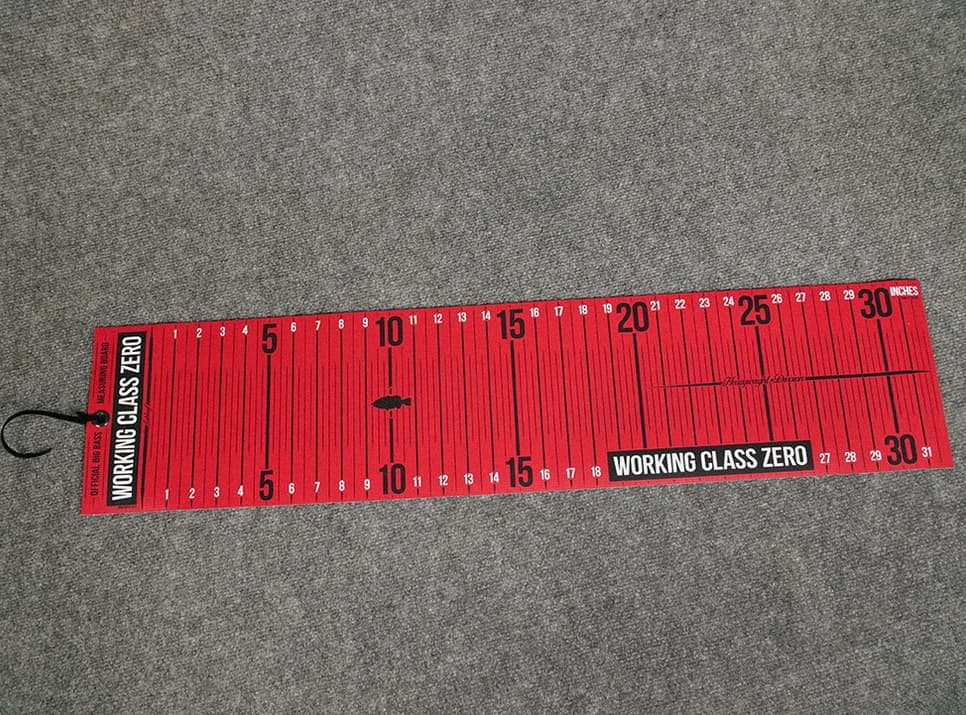 OFFICIAL BIG BASS MEASURING BOARD
WORKING CLASS ZERO
1 2 3 4 5 6 7 8 9 10 11 12 13 14 15 16 17 18 19 20 21 22 23 24 25 26 27 28 29 30 INCHES
1 2 3 4 5 6 7 8 9 10 11 12 13 14 15 16 17 18 WORKING CLASS ZERO 27 28 29 30 31